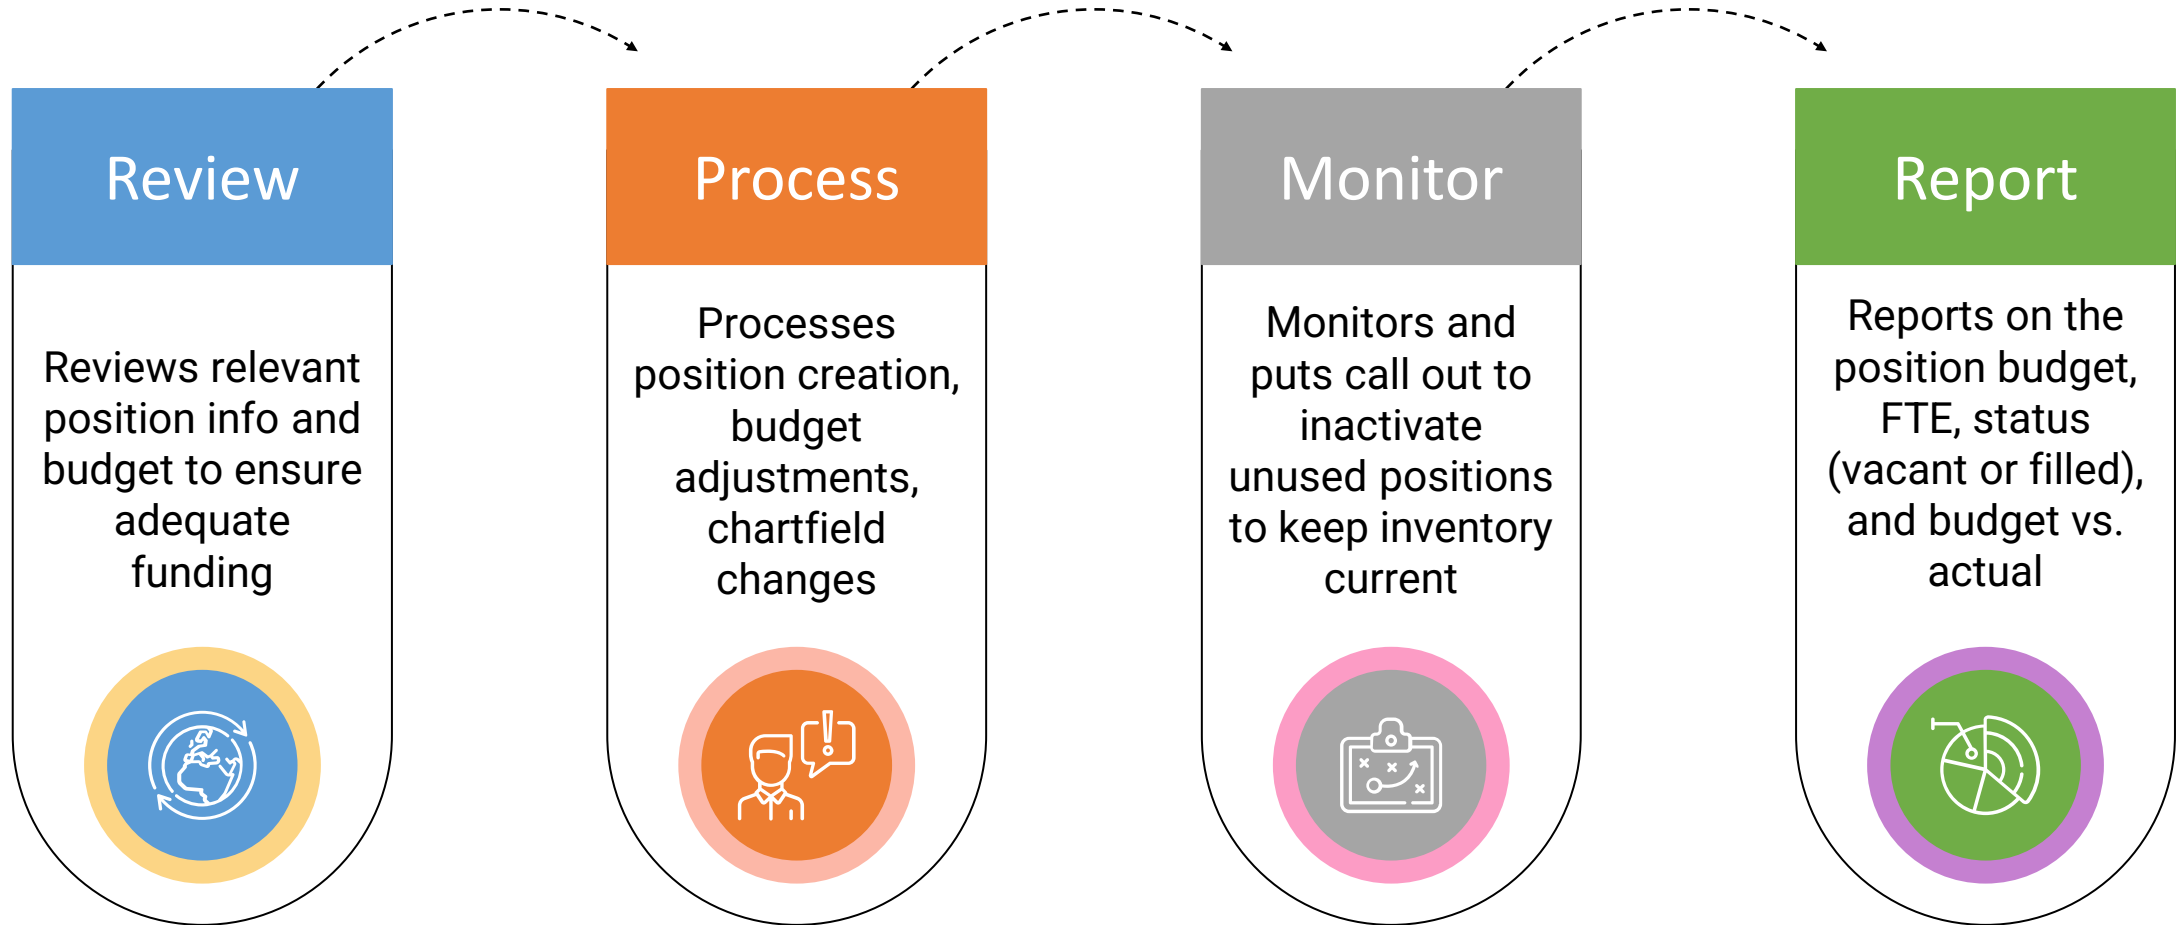 Review
Reviews relevant
position info and
budget to ensure
adequate
funding
Process
Processes
position creation,
budget
adjustments,
chartfield
changes
Monitor
Monitors and
puts call out to
inactivate
unused positions
to keep inventory
current
Report
Reports on the
position budget,
FTE, status
(vacant or filled),
and budget vs.
actual